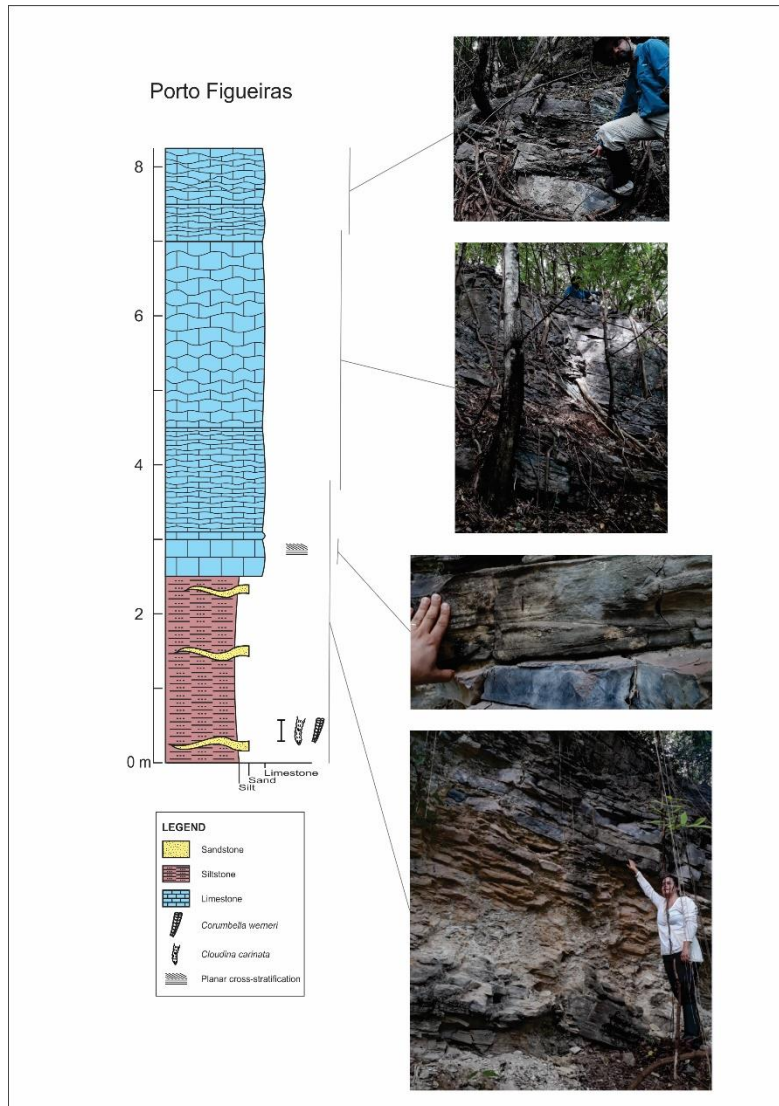 Porto Figueiras
8
6
4
2
0 m
Limestone
Sand
Silt
LEGEND
Sandstone
Siltstone
Limestone
Corumbella werneri
Cloudina carinata
Planar cross-stratification